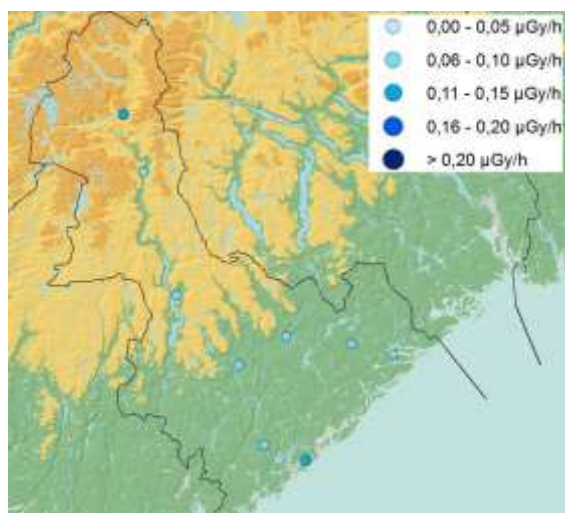 0,00 - 0,05 µGy/h
0,06 - 0,10 µGy/h
0,11 - 0,15 µGy/h
0,16 - 0,20 µGy/h
> 0,20 µGy/h